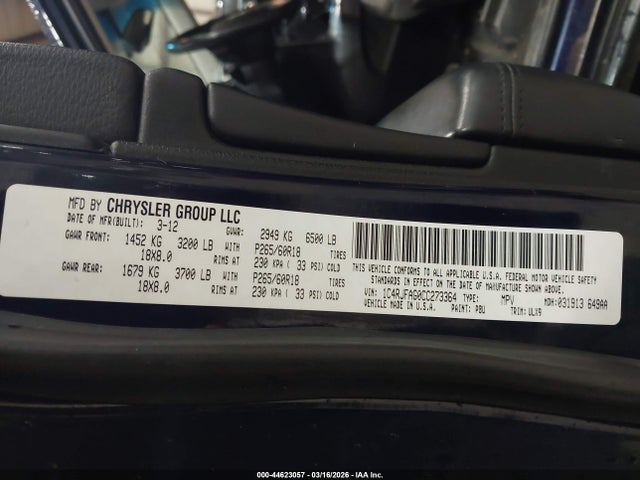 MFD BY CHRYSLER GROUP LLC
DATE OF MFR(BUILT): 3-12 GVWR: 2949 KG 6500 LB
GAWR FRONT: 1452 KG 3200 LB WITH P265/60R18 TIRES
18X8.0 RIMS AT 230 KPA ( 33 PSI) COLD
GAWR REAR: 1679 KG 3700 LB WITH P265/60R18 TIRES
18X8.0 RIMS AT 230 KPA ( 33 PSI) COLD
THIS VEHICLE CONFORMS TO ALL APPLICABLE U.S.A. FEDERAL MOTOR VEHICLE SAFETY
STANDARDS IN EFFECT ON THE DATE OF MANUFACTURE SHOWN ABOVE.
VIN: 1C4RJFAG0CC273364 TYPE: MPV MDH:031913 649AA
VEHICLE MADE IN U.S.A. PAINT: PBU TRIM: ULX9
000-44623057 | 03/16/2026 | IAA Inc.